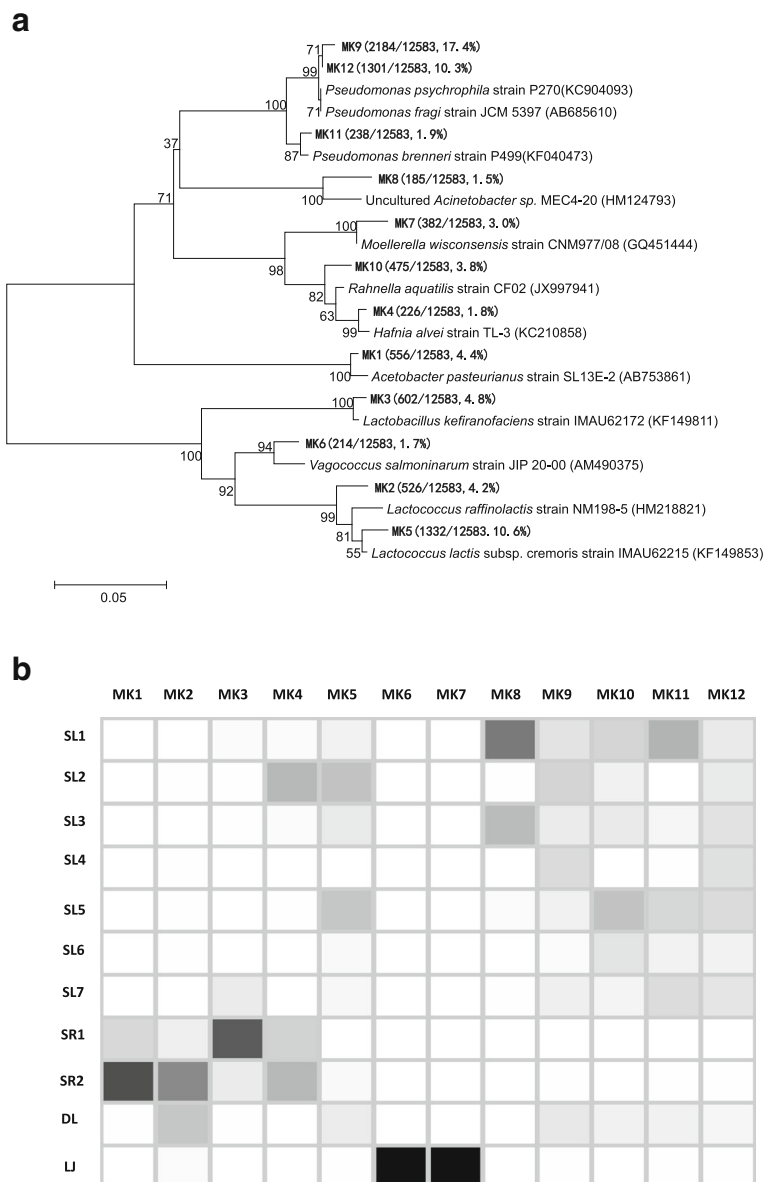 a
71
MK9 (2184/12583, 17.4%)
99
MK12 (1301/12583, 10.3%)
Pseudomonas psychrophila strain P270(KC904093)
100
71
Pseudomonas fragi strain JCM 5397 (AB685610)
MK11 (238/12583, 1.9%)
37
87
Pseudomonas brenneri strain P499(KF040473)
MK8 (185/12583, 1.5%)
71
100
Uncultured Acinetobacter sp. MEC4-20 (HM124793)
MK7 (382/12583, 3.0%)
100
Moellerella wisconsensis strain CNM977/08 (GQ451444)
98
MK10 (475/12583, 3.8%)
82
Rahnella aquatilis strain CF02 (JX997941)
63
MK4 (226/12583, 1.8%)
99
Hafnia alvei strain TL-3 (KC210858)
MK1 (556/12583, 4.4%)
100
Acetobacter pasteurianus strain SL13E-2 (AB753861)
MK3 (602/12583, 4.8%)
100
Lactobacillus kefiranofaciens strain IMAU62172 (KF149811)
100
94
MK6 (214/12583, 1.7%)
Vagococcus salmoninarum strain JIP 20-00 (AM490375)
92
MK2 (526/12583, 4.2%)
99
Lactococcus raffinolactis strain NM198-5 (HM218821)
81
MK5 (1332/12583. 10.6%)
55
Lactococcus lactis subsp. cremoris strain IMAU62215 (KF149853)
0.05
b
MK1 MK2 MK3 MK4 MK5 MK6 MK7 MK8 MK9 MK10 MK11 MK12
SL1
SL2
SL3
SL4
SL5
SL6
SL7
SR1
SR2
DL
LJ